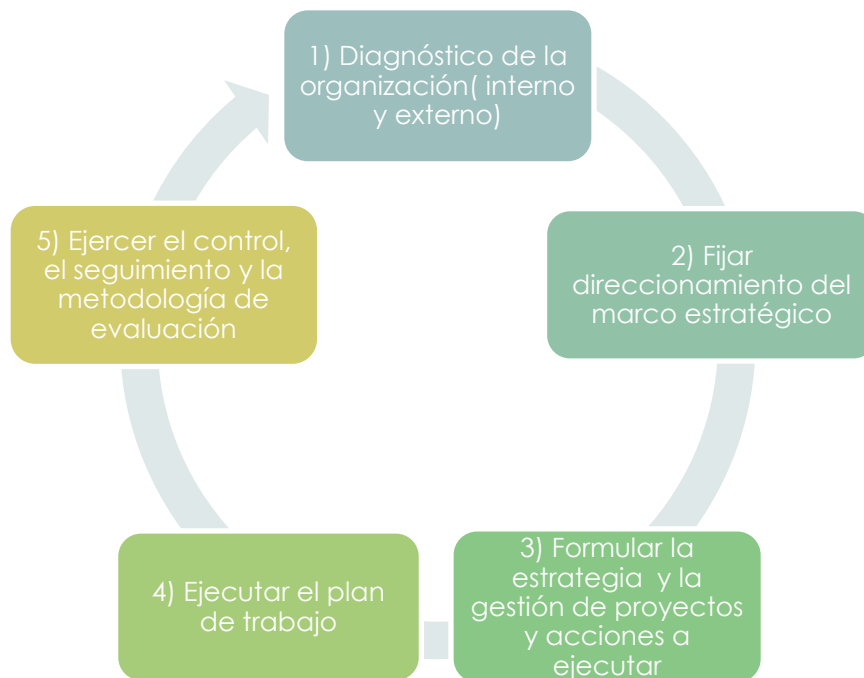 1) Diagnóstico de la
organización( interno
y externo)
2) Fijar
direccionamiento del
marco estratégico
3) Formular la
estrategia  y la
gestión de proyectos
y acciones a
ejecutar
4) Ejecutar el plan
de trabajo
5) Ejercer el control,
el seguimiento y la
metodología de
evaluación